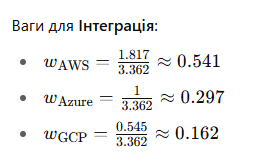 Ваги для Інтеграція:
• w_AWS = 1.817/3.362 ≈ 0.541
• w_Azure = 1/3.362 ≈ 0.297
• w_GCP = 0.545/3.362 ≈ 0.162